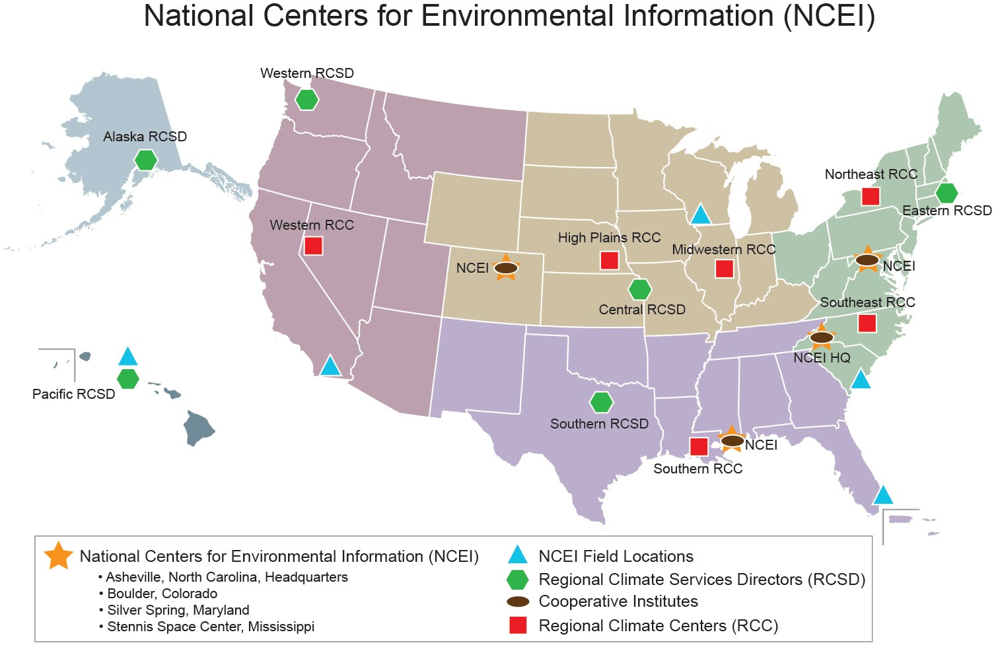 National Centers for Environmental Information (NCEI)
Western RCSD
Alaska RCSD
Northeast RCC
Eastern RCSD
Western RCC
High Plains RCC
Midwestern RCC
NCEI
NCEI
Central RCSD
Southeast RCC
NCEI HQ
Pacific RCSD
Southern RCSD
NCEI
Southern RCC
National Centers for Environmental Information (NCEI)
• Asheville, North Carolina, Headquarters
• Boulder, Colorado
• Silver Spring, Maryland
• Stennis Space Center, Mississippi
NCEI Field Locations
Regional Climate Services Directors (RCSD)
Cooperative Institutes
Regional Climate Centers (RCC)